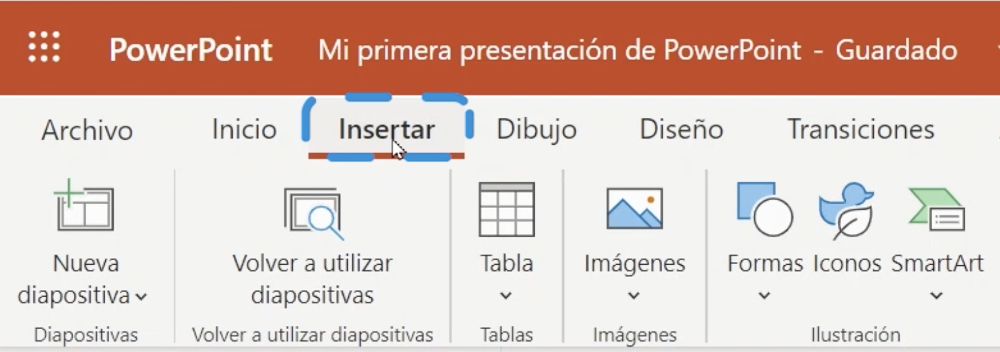 PowerPoint Mi primera presentación de PowerPoint - Guardado
Archivo Inicio Insertar Dibujo Diseño Transiciones
Nueva diapositiva
Volver a utilizar diapositivas
Tabla
Imágenes
Formas Iconos SmartArt
Diapositivas Volver a utilizar diapositivas Tablas Imágenes Ilustración